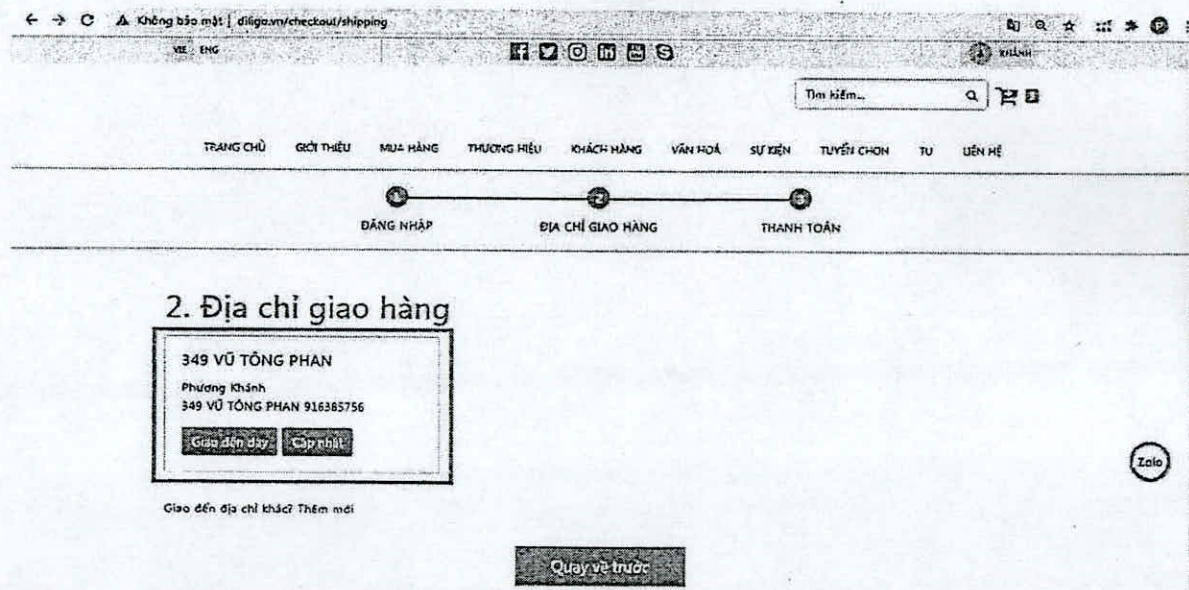 Không bảo mật | diligo.vn/checkout/shipping
VIE ENG
KHÁNH
Tìm kiếm...
TRANG CHỦ GIỚI THIỆU MUA HÀNG THƯƠNG HIỆU KHÁCH HÀNG VĂN HOÁ SỰ KIỆN TUYỂN CHỌN TU LIÊN HỆ
2
ĐĂNG NHẬP ĐỊA CHỈ GIAO HÀNG THANH TOÁN
2. Địa chỉ giao hàng
349 VŨ TÔNG PHAN
Phương Khánh
349 VŨ TÔNG PHAN 916385756
Giao đến đây Cập nhật
Zalo
Giao đến địa chỉ khác? Thêm mới
Quay về trước